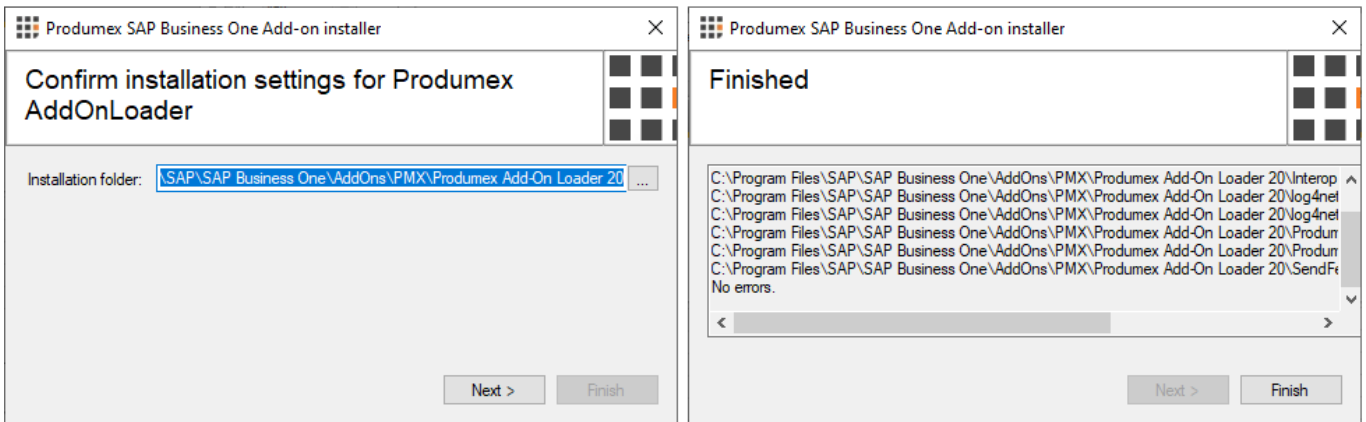 Produmex SAP Business One Add-on installer
Confirm installation settings for Produmex
AddOnLoader
Installation folder: \SAP\SAP Business One\AddOns\PMX\Produmex Add-On Loader 20 ...
Next > Finish
Produmex SAP Business One Add-on installer
Finished
C:\Program Files\SAP\SAP Business One\AddOns\PMX\Produmex Add-On Loader 20\Interop
C:\Program Files\SAP\SAP Business One\AddOns\PMX\Produmex Add-On Loader 20\log4net
C:\Program Files\SAP\SAP Business One\AddOns\PMX\Produmex Add-On Loader 20\log4net
C:\Program Files\SAP\SAP Business One\AddOns\PMX\Produmex Add-On Loader 20\Produm
C:\Program Files\SAP\SAP Business One\AddOns\PMX\Produmex Add-On Loader 20\Produm
C:\Program Files\SAP\SAP Business One\AddOns\PMX\Produmex Add-On Loader 20\SendFe
No errors.
Next > Finish